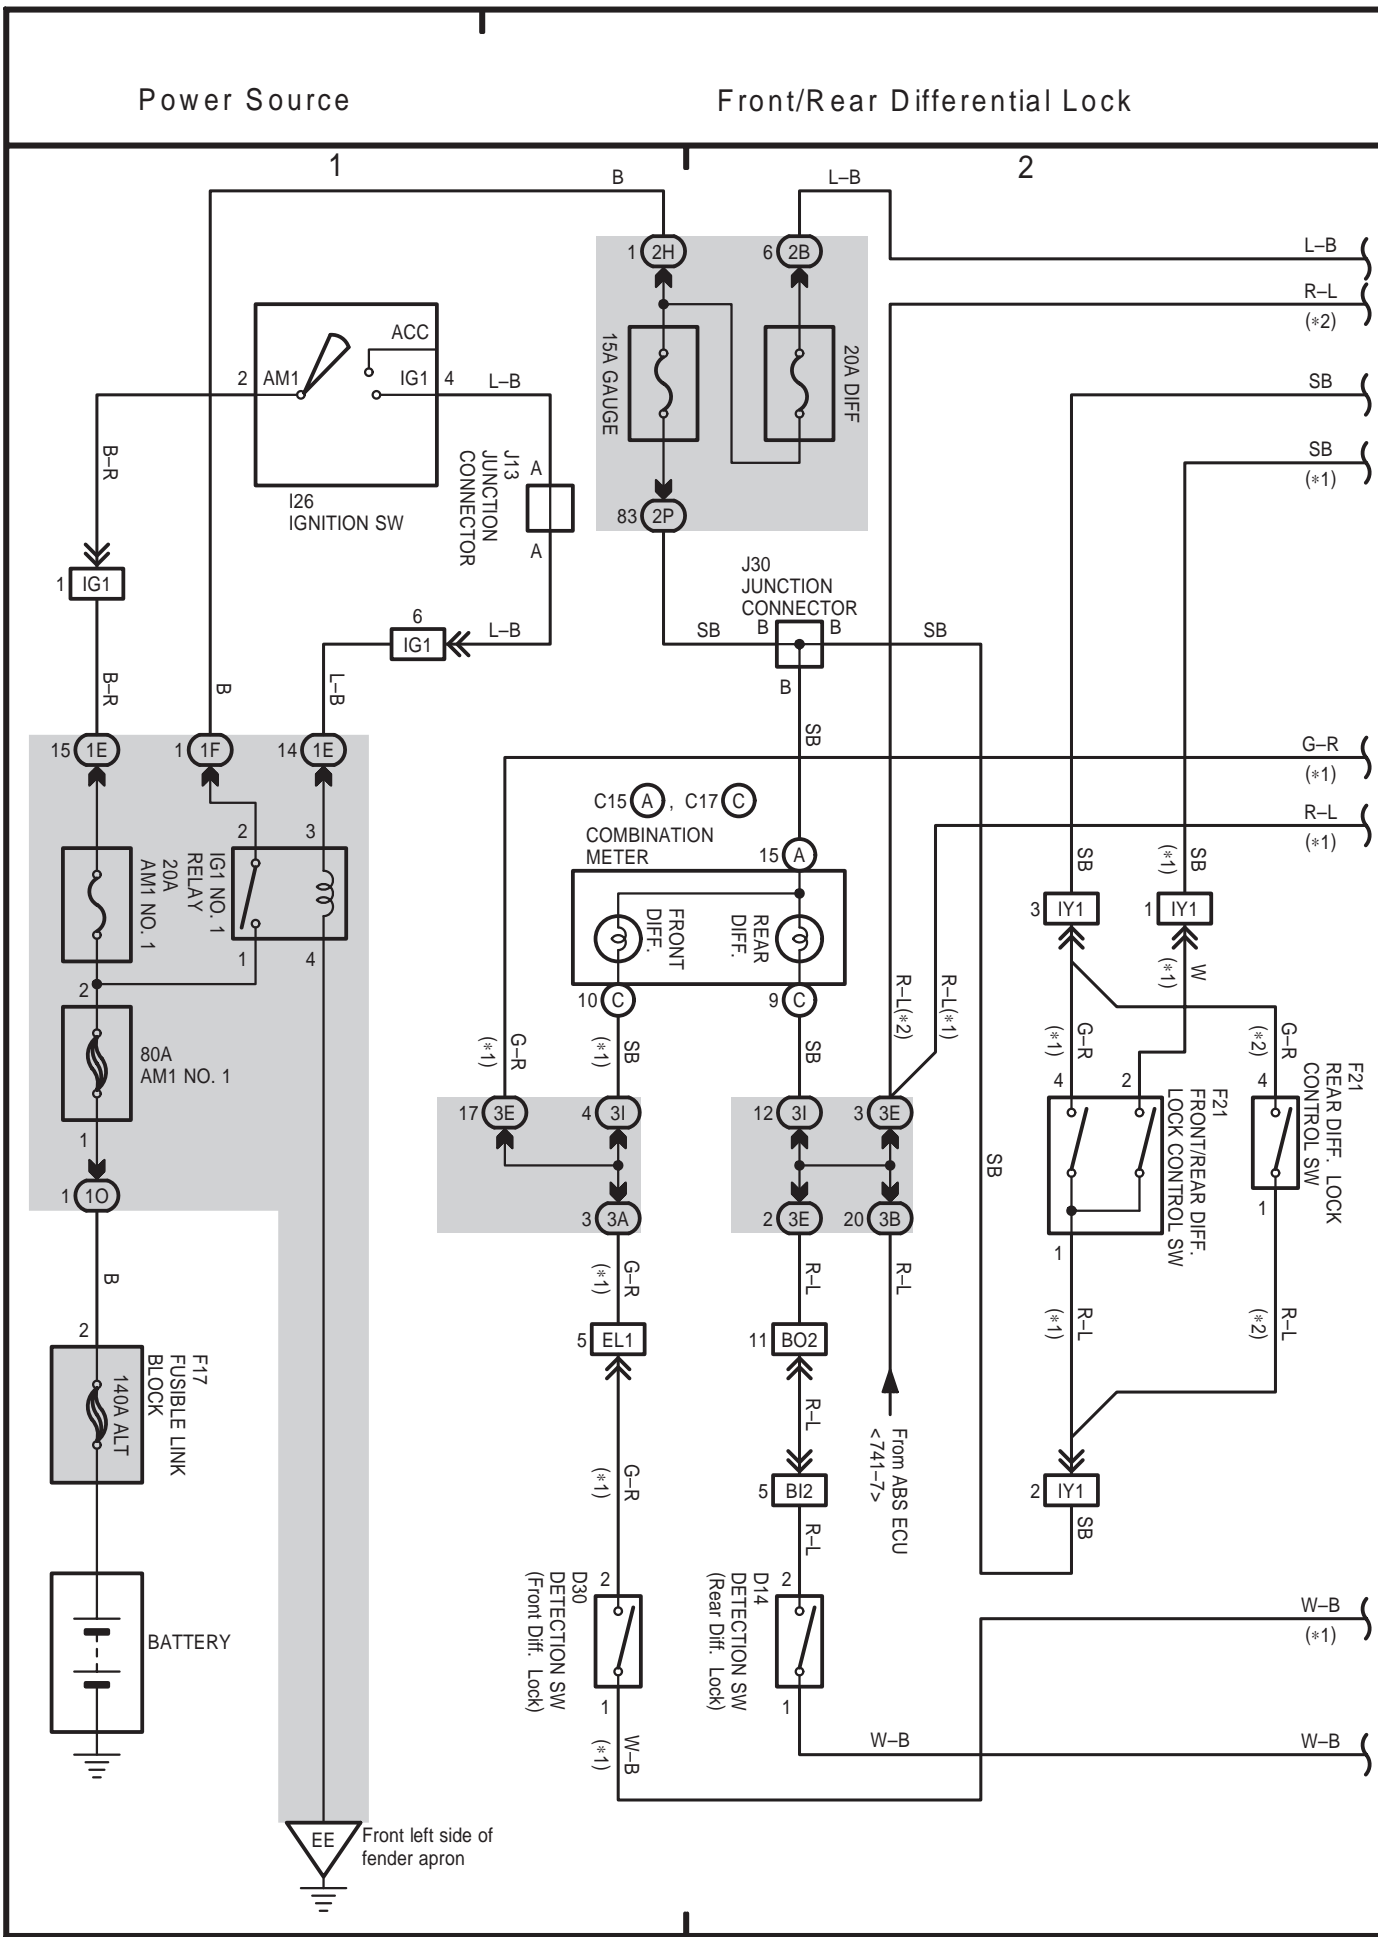 Power Source
Front/Rear Differential Lock
1
2
B
L–B
1 2H
6 2B
L–B
R–L
(*2)
15A GAUGE
20A DIFF
ACC
2 AM1
IG1 4
L–B
I26
IGNITION SW
B–R
J13
JUNCTION
CONNECTOR
A
A
83 2P
SB
SB
(*1)
1 IG1
6
IG1
L–B
J30
JUNCTION
CONNECTOR
SB
B
B
SB
B
SB
B–R
B
L–B
15 1E
1 1F
14 1E
G–R
(*1)
R–L
(*1)
C15 A , C17 C
COMBINATION
METER
15 A
2
3
20A
AM1 NO. 1
IG1 NO. 1
RELAY
1
4
2
FRONT
DIFF.
REAR
DIFF.
10 C
9 C
SB
SB
(*1)
3 IY1
1 IY1
W
(*1)
80A
AM1 NO. 1
1
G–R
(*1)
SB
(*1)
SB
R–L(*2)
R–L(*1)
G–R
(*1)
G–R
(*2)
4
2
4
F21
FRONT/REAR DIFF.
LOCK CONTROL SW
F21
REAR DIFF. LOCK
CONTROL SW
17 3E
4 3I
12 3I
3 3E
SB
1 1O
3 3A
2 3E
20 3B
1
1
B
G–R
(*1)
R–L
R–L
R–L
(*1)
R–L
(*2)
2
F17
FUSIBLE LINK
BLOCK
140A ALT
5 EL1
11 BO2
R–L
From ABS ECU
<741–7>
G–R
(*1)
5 BI2
2 IY1
SB
R–L
BATTERY
2
D30
DETECTION SW
(Front Diff. Lock)
1
2
D14
DETECTION SW
(Rear Diff. Lock)
1
W–B
(*1)
W–B
(*1)
W–B
W–B
EE
Front left side of
fender apron